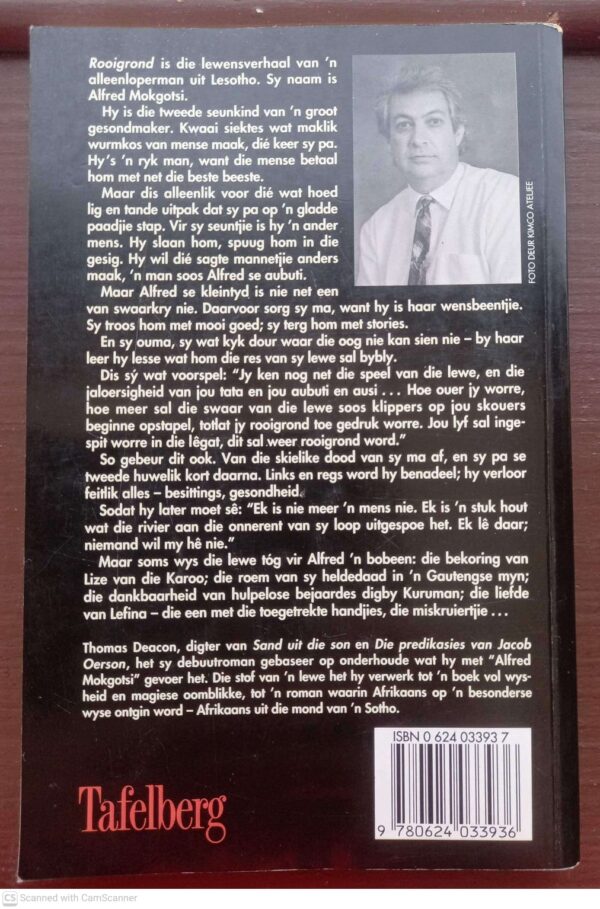 Rooigrond is die lewensverhaal van 'n
alleenloperman uit Lesotho. Sy naam is
Alfred Mokgotsi.
Hy is die tweede seunkind van 'n groot
gesondmaker. Kwaai siektes wat maklik
wurmkos van mense maak, dié keer sy pa.
Hy's 'n ryk man, want die mense betaal
hom met net die beste beeste.
Maar dis alleenlik voor dié wat hoed
lig en tande uitpak dat sy pa op 'n gladde
paadjie stap. Vir sy seuntjie is hy 'n ander
mens. Hy slaan hom, spuug hom in die
gesig. Hy wil dié sagte mannetjie anders
maak, 'n man soos Alfred se aubuti.
Maar Alfred se kleintyd is nie net een
van swaarkry nie. Daarvoor sorg sy ma, want hy is haar wensbeentjie.
Sy troos hom met mooi goed; sy terg hom met stories.
En sy ouma, sy wat kyk dour waar die oog nie kan sien nie – by haar
leer hy lesse wat hom die res van sy lewe sal bybly.
Dis sý wat voorspel: "Jy ken nog net die speel van die lewe, en die
jaloersigheid van jou tata en jou aubuti en ausi . . . Hoe ouer jy worre,
hoe meer sal die swaar van die lewe soos klippers op jou skouers
beginne opstapel, totlat jy rooigrond toe gedruk worre. Jou lyf sal inge-
spit worre in die lêgat, dit sal weer rooigrond word."
So gebeur dit ook. Van die skielike dood van sy ma af, en sy pa se
tweede huwelik kort daarna. Links en regs word hy benadeel; hy verloor
feitlik alles – besittings, gesondheid.
Sodat hy later moet sê: "Ek is nie meer 'n mens nie. Ek is 'n stuk hout
wat die rivier aan die onnerent van sy loop uitgespoe het. Ek lê daar;
niemand wil my hê nie."
Maar soms wys die lewe tóg vir Alfred 'n bobeen: die bekoring van
Lize van die Karoo; die roem van sy heldedaad in 'n Gautengse myn;
die dankbaarheid van hulpelose bejaardes digby Kuruman; die liefde
van Lefina – die een met die toegetrekte handjies, die miskruiertjie . . .
Thomas Deacon, digter van Sand uit die son en Die predikasies van Jacob
Oerson, het sy debuutroman gebaseer op onderhoude wat hy met "Alfred
Mokgotsi" gevoer het. Die stof van 'n lewe het hy verwerk tot 'n boek vol wys-
heid en magiese oomblikke, tot 'n roman waarin Afrikaans op 'n besonderse
wyse ontgin word – Afrikaans uit die mond van 'n Sotho.
FOTO DEUR KIMCO ATELJEE
ISBN 0 624 03393 7
9 780624 033936
Tafelberg
CS Scanned with CamScanner